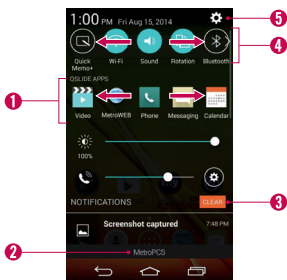 1:00 PM Fri Aug 15, 2014
5
4
Quick Memo+ Wi-Fi Sound Rotation Bluetooth
1
QSLIDE APPS
Video MetroWEB Phone Messaging Calendar
100%
NOTIFICATIONS CLEAR
3
Screenshot captured 7:48 PM
2
MetroPCS